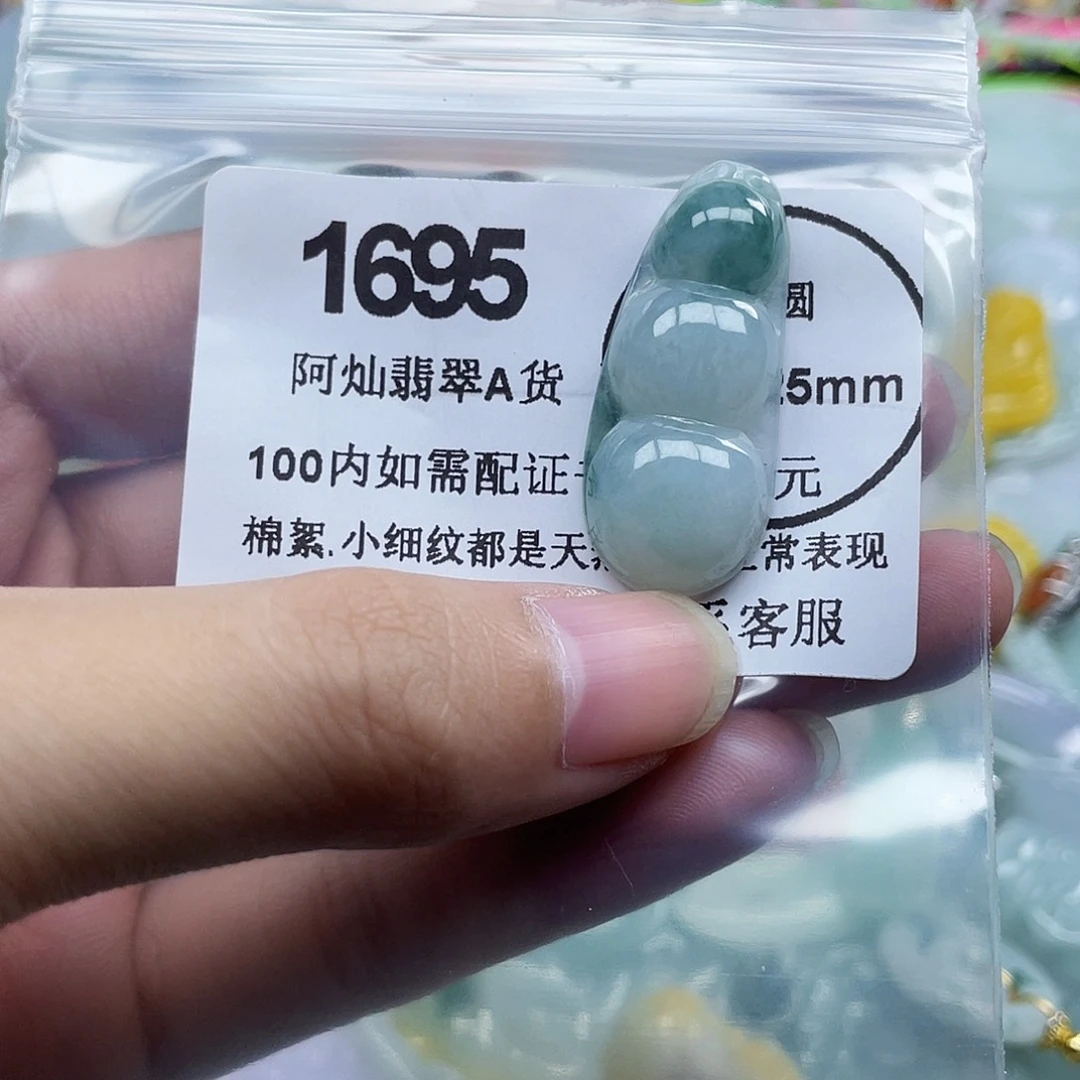 1695
圆
阿灿翡翠A货
25mm
100内如需配证
元
棉絮.小细纹都是天
常表现
客服